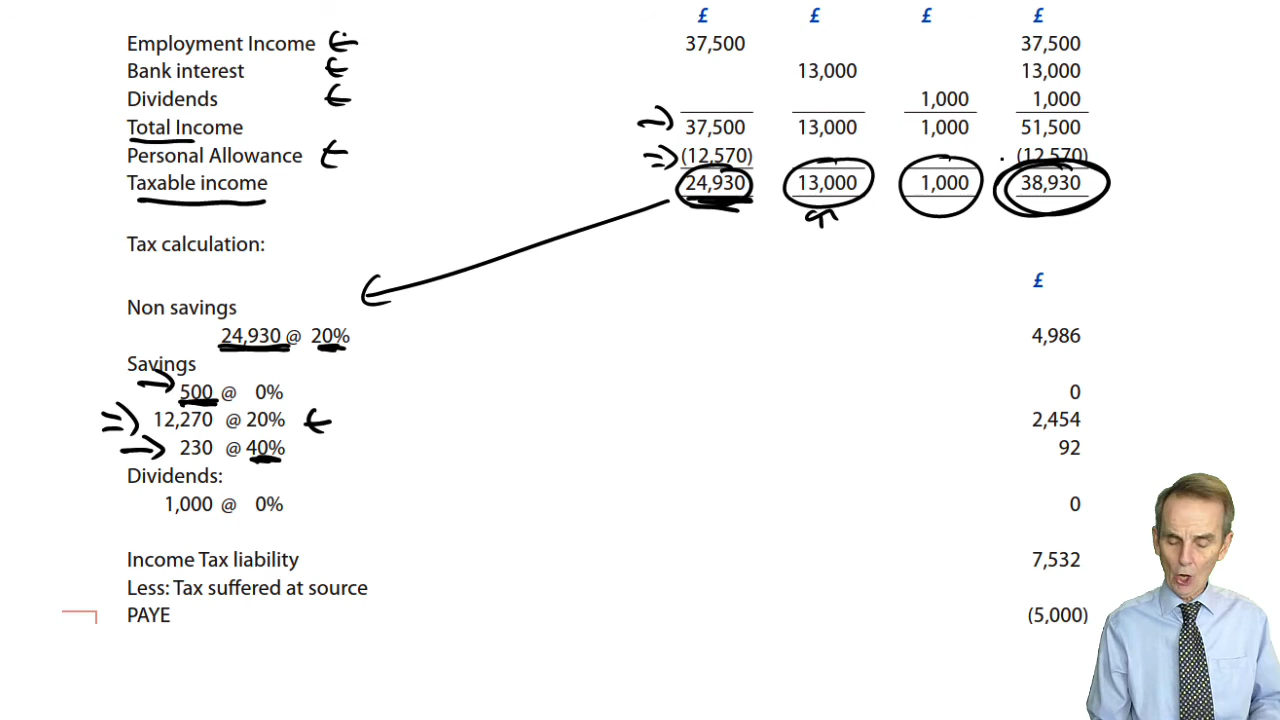 £ £ £ £
Employment Income 37,500 37,500
Bank interest 13,000 13,000
Dividends 1,000 1,000
Total Income 37,500 13,000 1,000 51,500
Personal Allowance (12,570) (12,570)
Taxable income 24,930 13,000 1,000 38,930
Tax calculation:
£
Non savings
24,930 @ 20% 4,986
Savings
500 @ 0% 0
12,270 @ 20% 2,454
230 @ 40% 92
Dividends:
1,000 @ 0% 0
Income Tax liability 7,532
Less: Tax suffered at source
PAYE (5,000)